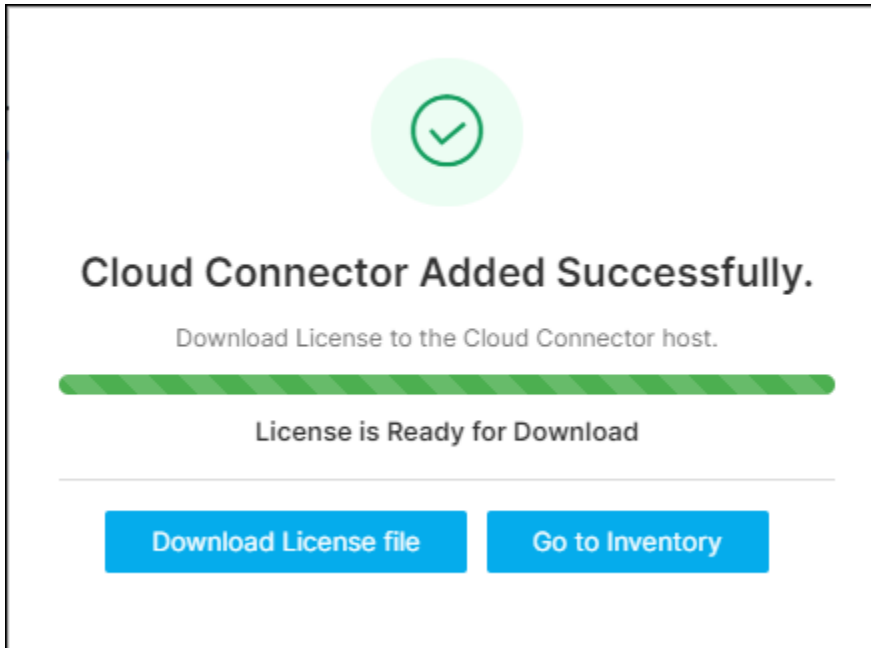 Cloud Connector Added Successfully.
Download License to the Cloud Connector host.
License is Ready for Download
Download License file
Go to Inventory